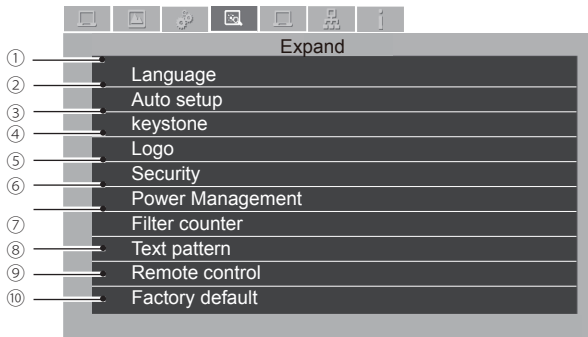 Expand
① Language
② Auto setup
③ keystone
④ Logo
⑤ Security
⑥ Power Management
⑦ Filter counter
⑧ Text pattern
⑨ Remote control
⑩ Factory default